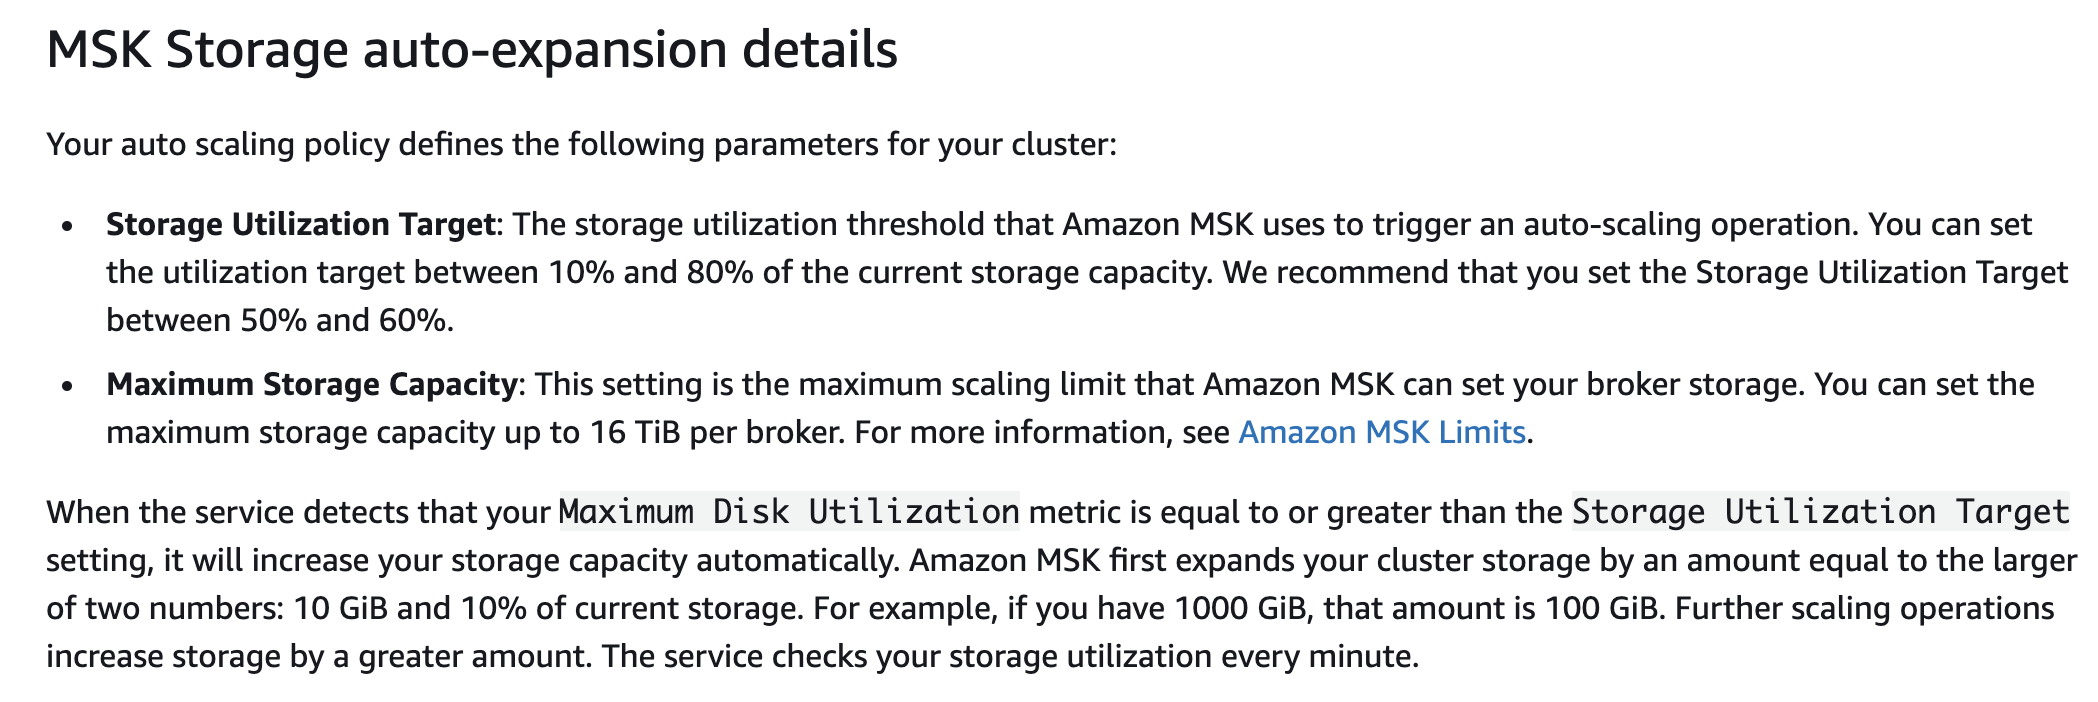 MSK Storage auto-expansion details
Your auto scaling policy defines the following parameters for your cluster:
• Storage Utilization Target: The storage utilization threshold that Amazon MSK uses to trigger an auto-scaling operation. You can set
the utilization target between 10% and 80% of the current storage capacity. We recommend that you set the Storage Utilization Target
between 50% and 60%.
• Maximum Storage Capacity: This setting is the maximum scaling limit that Amazon MSK can set your broker storage. You can set the
maximum storage capacity up to 16 TiB per broker. For more information, see Amazon MSK Limits.
When the service detects that your Maximum Disk Utilization metric is equal to or greater than the Storage Utilization Target
setting, it will increase your storage capacity automatically. Amazon MSK first expands your cluster storage by an amount equal to the larger
of two numbers: 10 GiB and 10% of current storage. For example, if you have 1000 GiB, that amount is 100 GiB. Further scaling operations
increase storage by a greater amount. The service checks your storage utilization every minute.